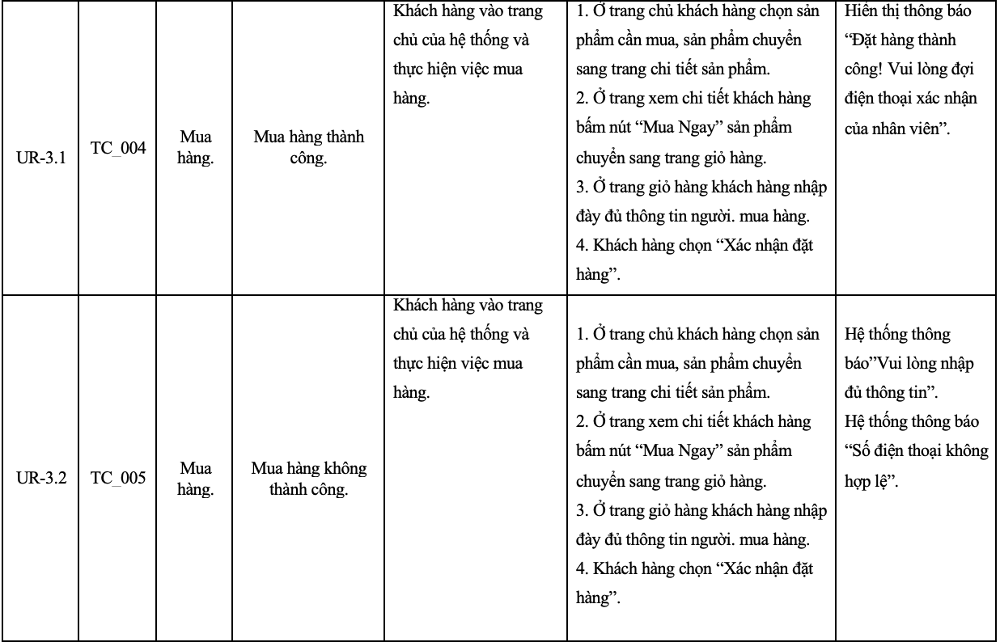 UR-3.1
TC_004
Mua
hàng.
Mua hàng thành
công.
Khách hàng vào trang
chủ của hệ thống và
thực hiện việc mua
hàng.
1. Ở trang chủ khách hàng chọn sản
phẩm cần mua, sản phẩm chuyển
sang trang chi tiết sản phẩm.
2. Ở trang xem chi tiết khách hàng
bấm nút “Mua Ngay” sản phẩm
chuyển sang trang giỏ hàng.
3. Ở trang giỏ hàng khách hàng nhập
đày đủ thông tin người. mua hàng.
4. Khách hàng chọn “Xác nhận đặt
hàng”.
Hiển thị thông báo
“Đặt hàng thành
công! Vui lòng đợi
điện thoại xác nhận
của nhân viên”.
UR-3.2
TC_005
Mua
hàng.
Mua hàng không
thành công.
Khách hàng vào trang
chủ của hệ thống và
thực hiện việc mua
hàng.
1. Ở trang chủ khách hàng chọn sản
phẩm cần mua, sản phẩm chuyển
sang trang chi tiết sản phẩm.
2. Ở trang xem chi tiết khách hàng
bấm nút “Mua Ngay” sản phẩm
chuyển sang trang giỏ hàng.
3. Ở trang giỏ hàng khách hàng nhập
đày đủ thông tin người. mua hàng.
4. Khách hàng chọn “Xác nhận đặt
hàng”.
Hệ thống thông
báo”Vui lòng nhập
đủ thông tin”.
Hệ thống thông báo
“Số điện thoại không
hợp lệ”.